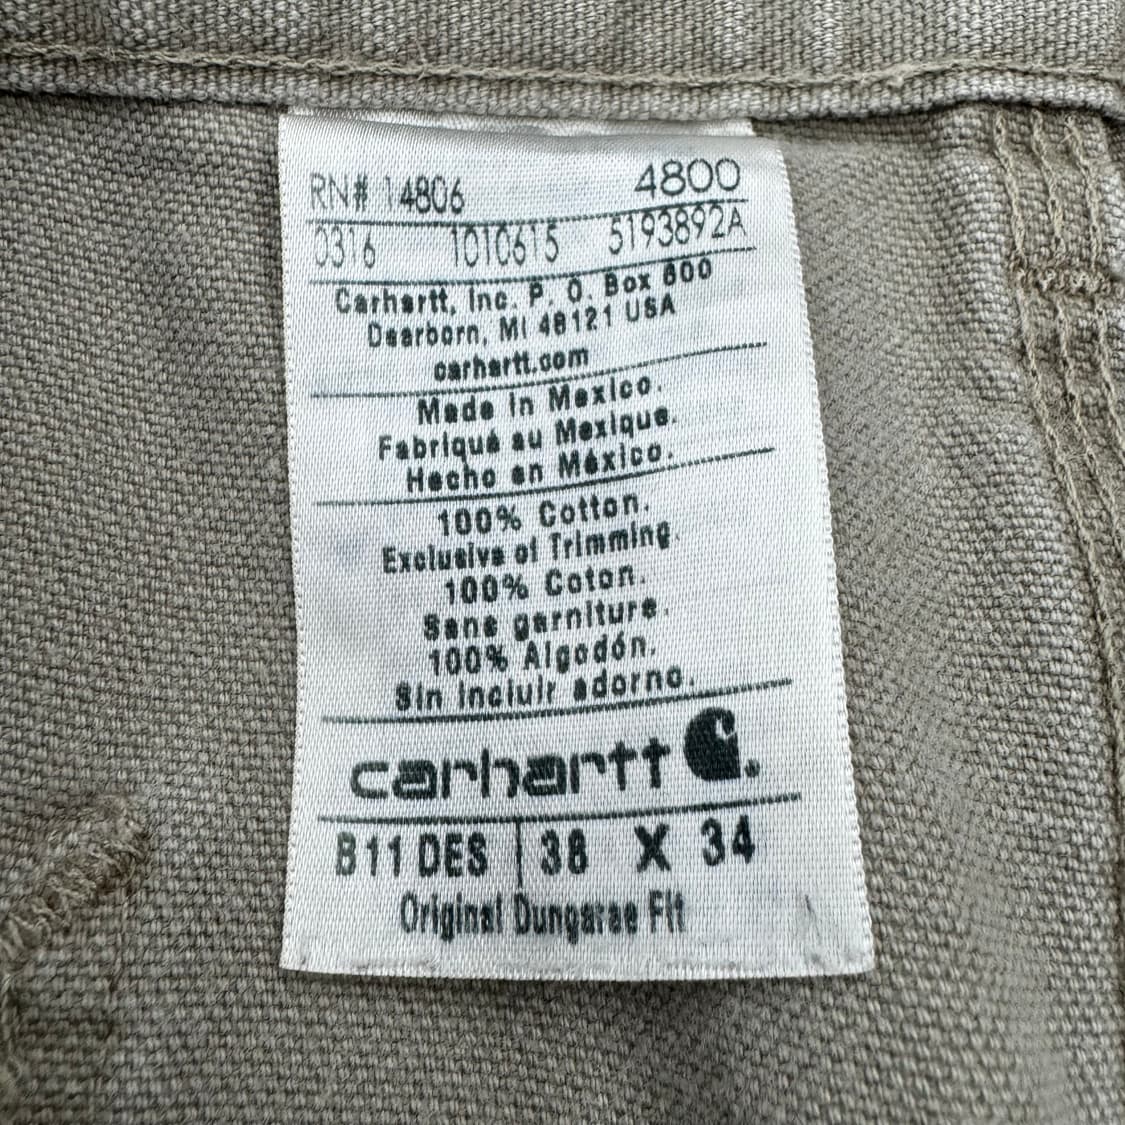 RN# 14806 4800
0316 1010615 5193892A
Carhartt, Inc. P. O. Box 600
Dearborn, MI 48121 USA
carhartt.com
Made in Mexico.
Fabriqué au Mexique.
Hecho en México.
100% Cotton.
Exclusive of Trimming.
100% Coton.
Sans garniture.
100% Algodón.
Sin incluir adorno.
carhartt
B11 DES 38 X 34
Original Dungaree Fit